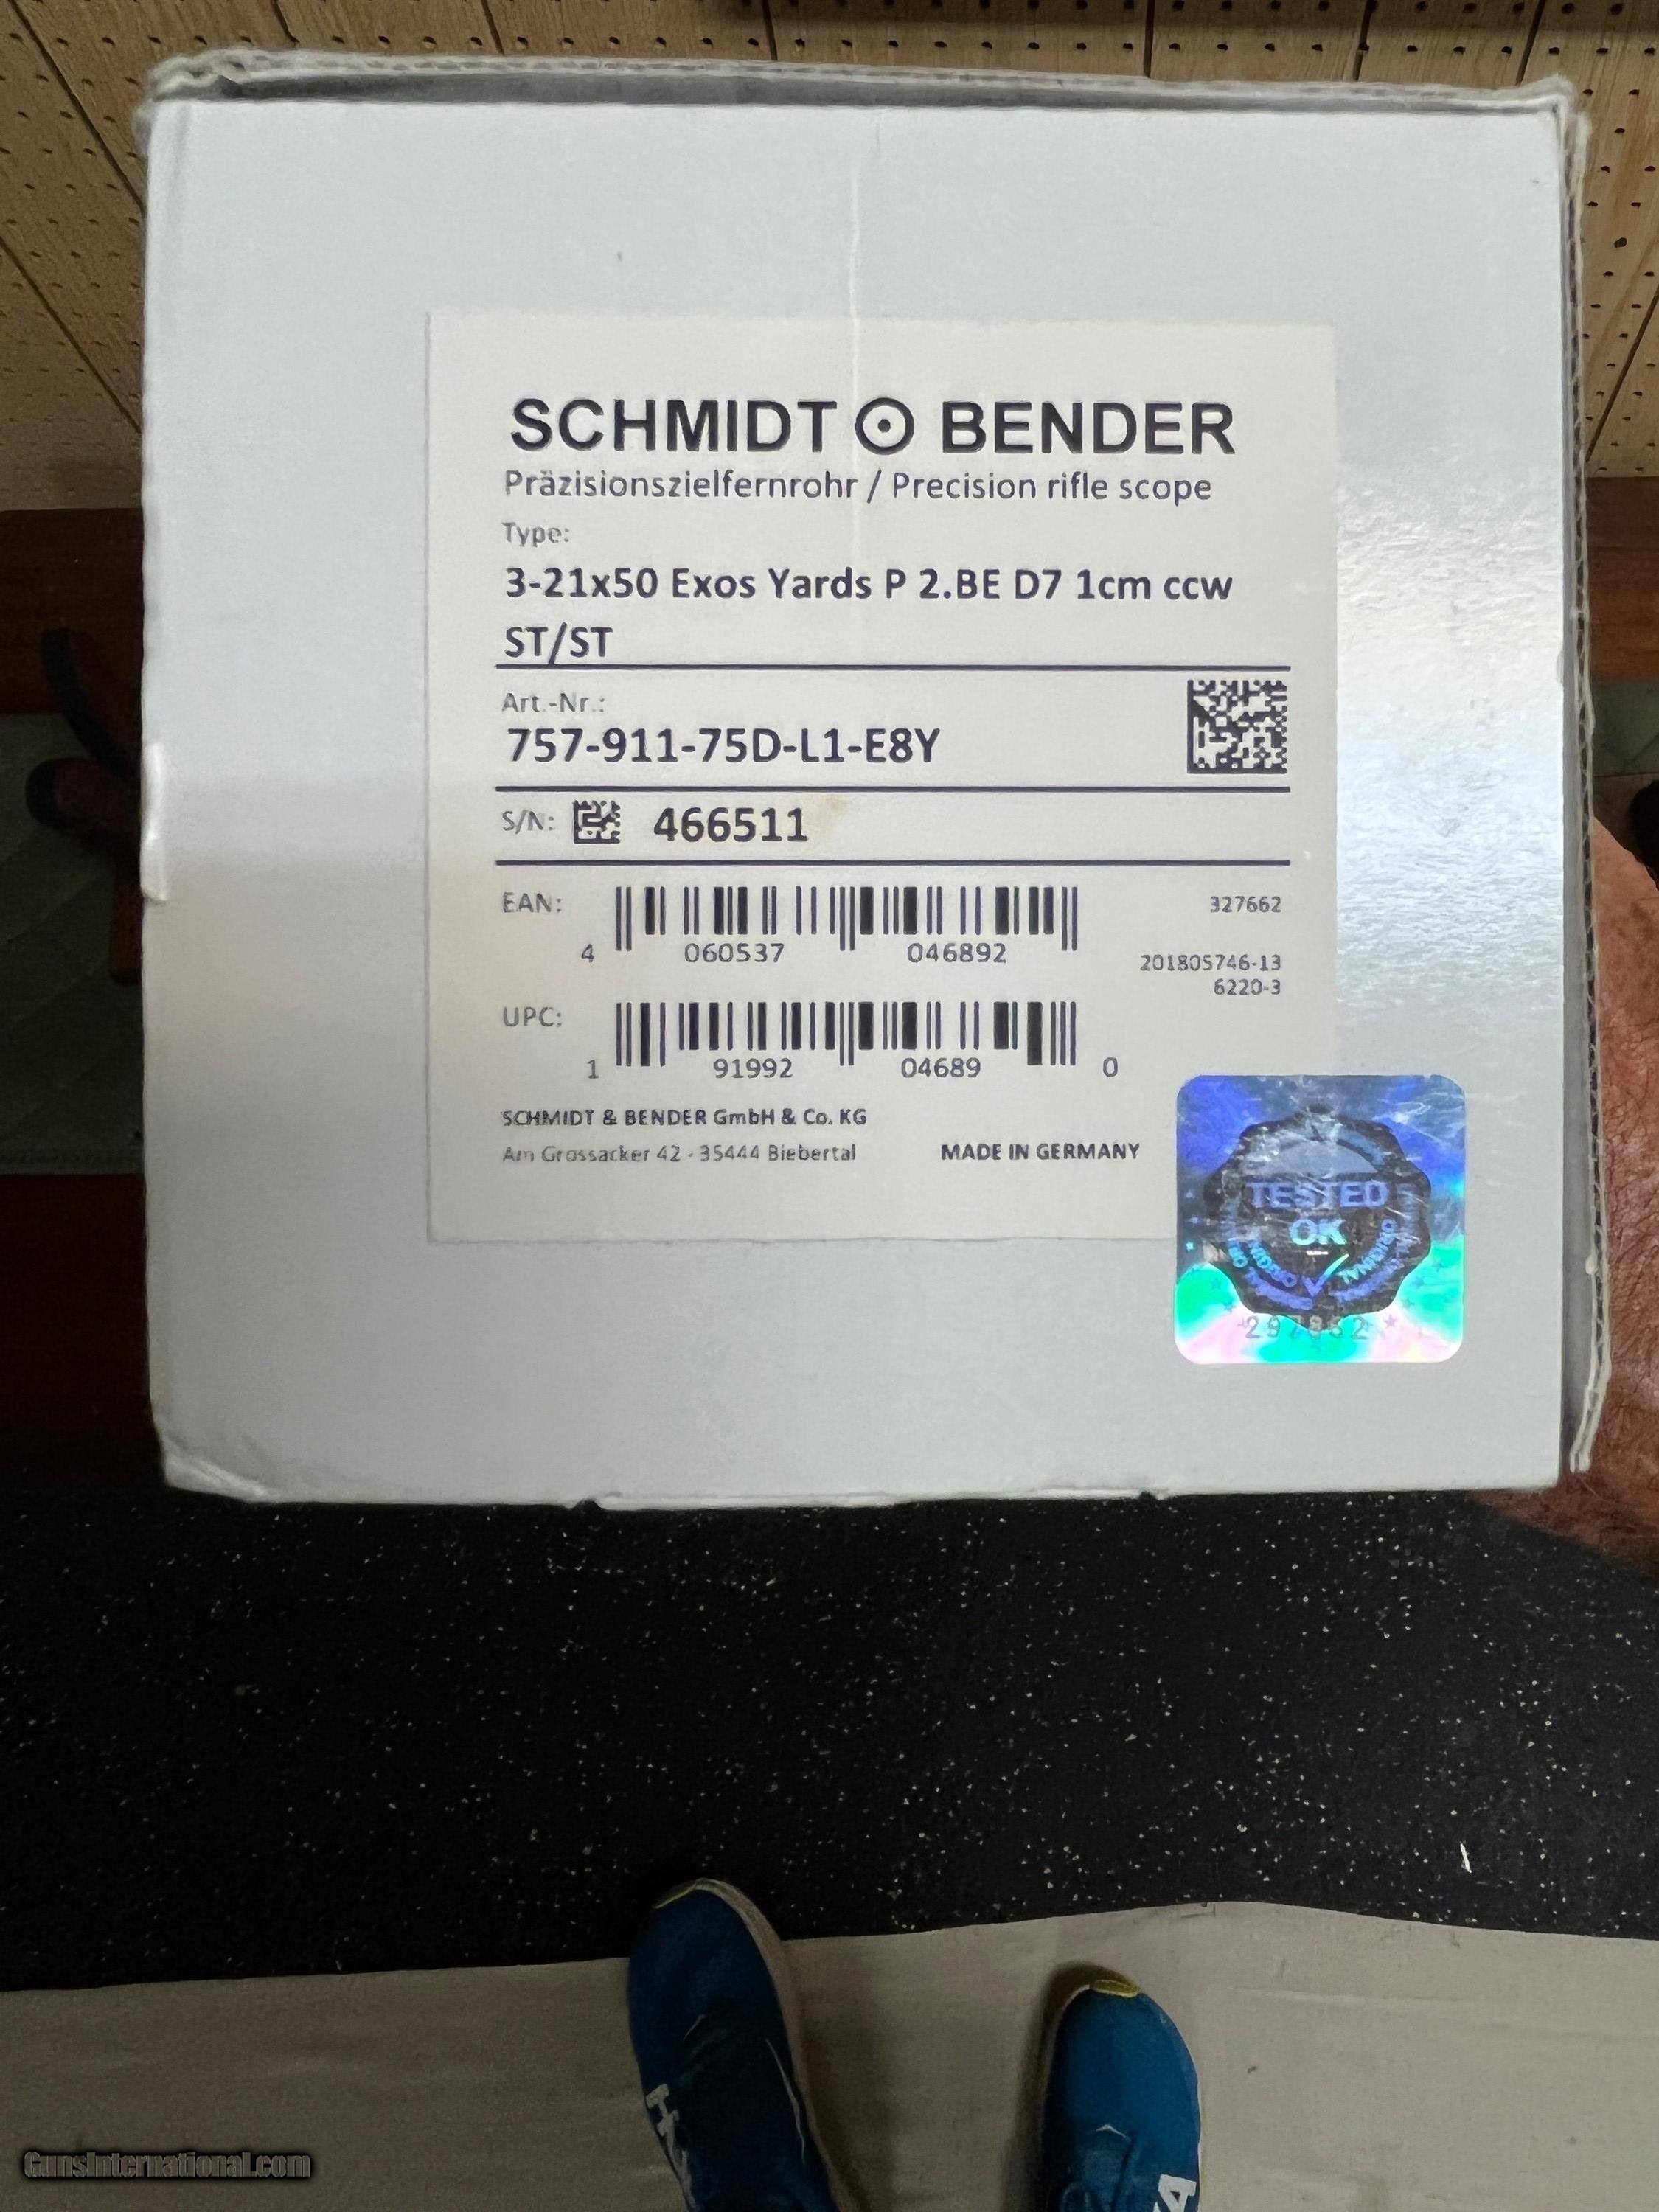 SCHMIDT BENDER
Präzisionszielfernrohr / Precision rifle scope
Type:
3-21x50 Exos Yards P 2.BE D7 1cm ccw
ST/ST
Art.-Nr.:
757-911-75D-L1-E8Y
S/N: 466511
EAN:
4 060537 046892
327662
201805746-13
6220-3
UPC:
1 91992 04689 0
SCHMIDT & BENDER GmbH & Co. KG
Am Grossacker 42 - 35444 Biebertal MADE IN GERMANY
TESTED
OK
ORIGINAL
GunsInternational.com